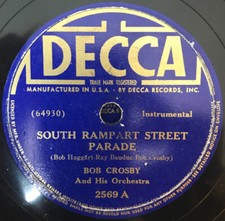 DECCA
TRADE MARK REGISTERED
MANUFACTURED IN U.S.A. BY DECCA RECORDS, INC.
(64930) Instrumental
SOUTH RAMPART STREET
PARADE
(Bob Haggart-Ray Bauduc-Bob Crosby)
BOB CROSBY
And His Orchestra
2569 A